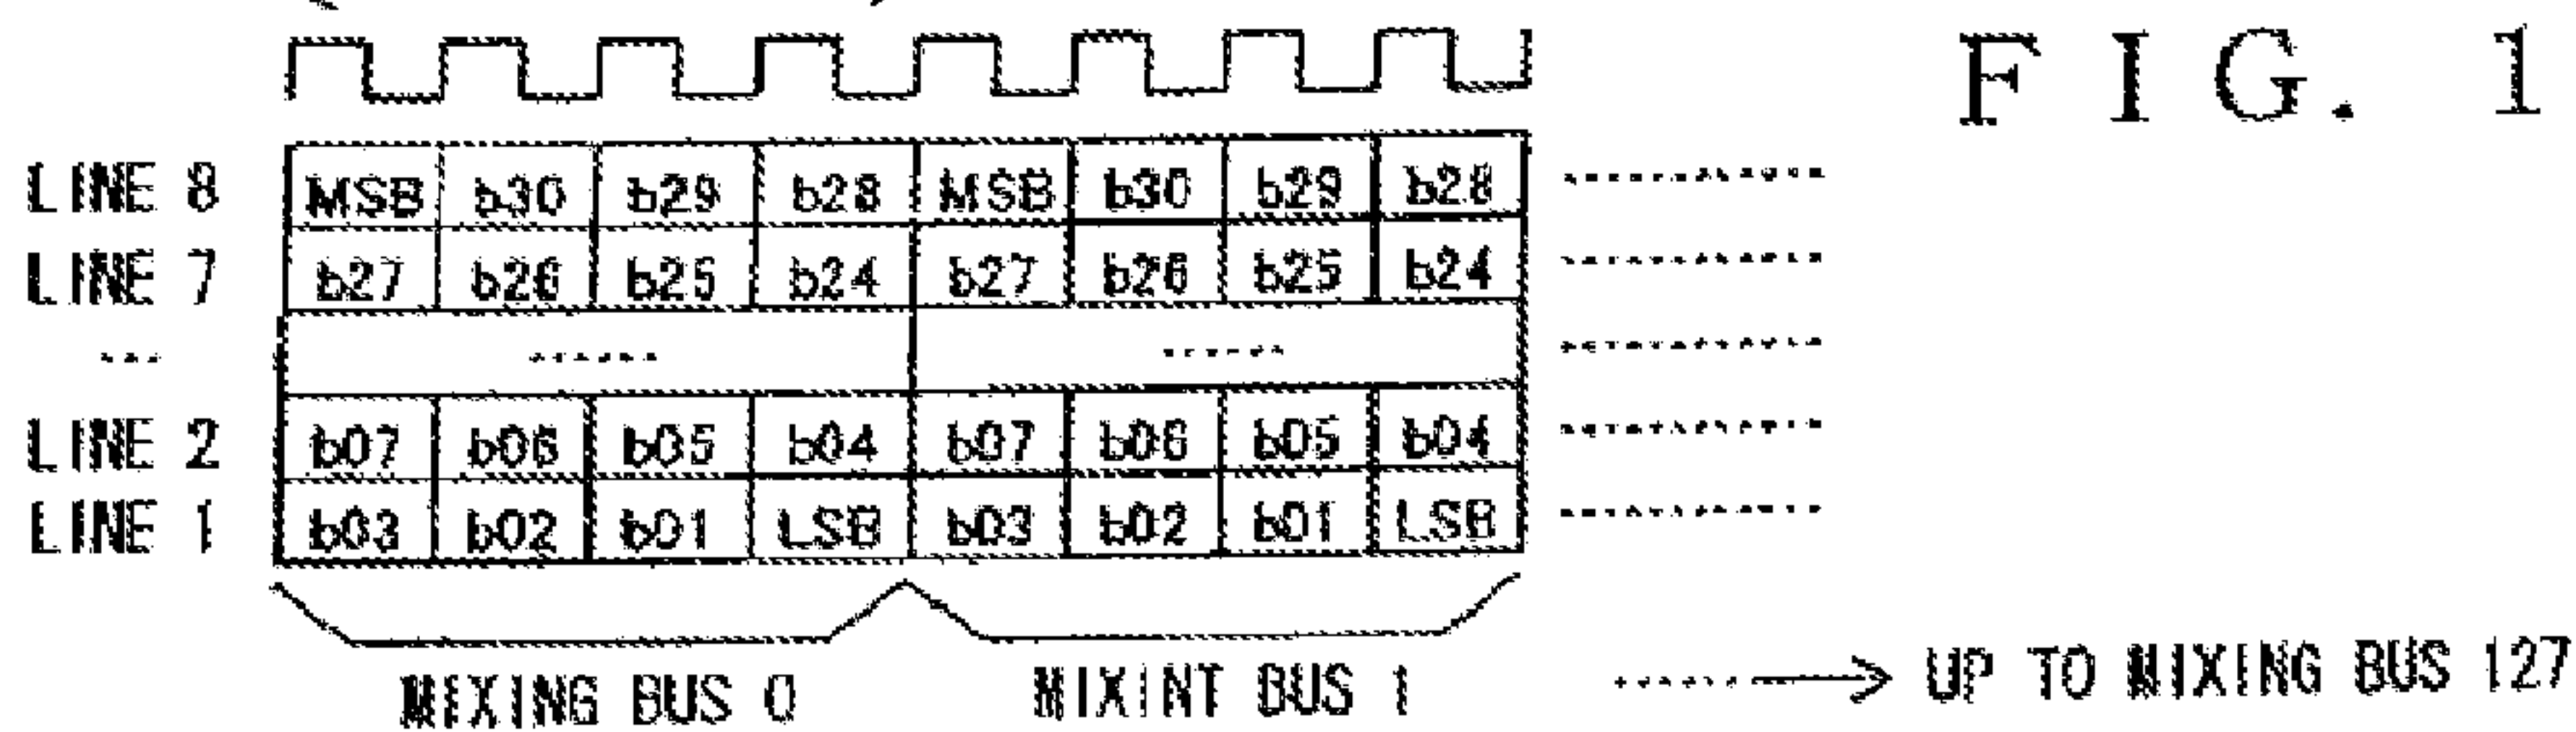 F I G. 1
LINE 8 MSB b30 b29 b28 MSB b30 b29 b28 ............
LINE 7 b27 b26 b25 b24 b27 b26 b25 b24 ............
... ...... ...... ............
LINE 2 b07 b06 b05 b04 b07 b06 b05 b04 ............
LINE 1 b03 b02 b01 LSB b03 b02 b01 LSB ............
MIXING BUS 0 MIXINT BUS 1 ......→ UP TO MIXING BUS 127